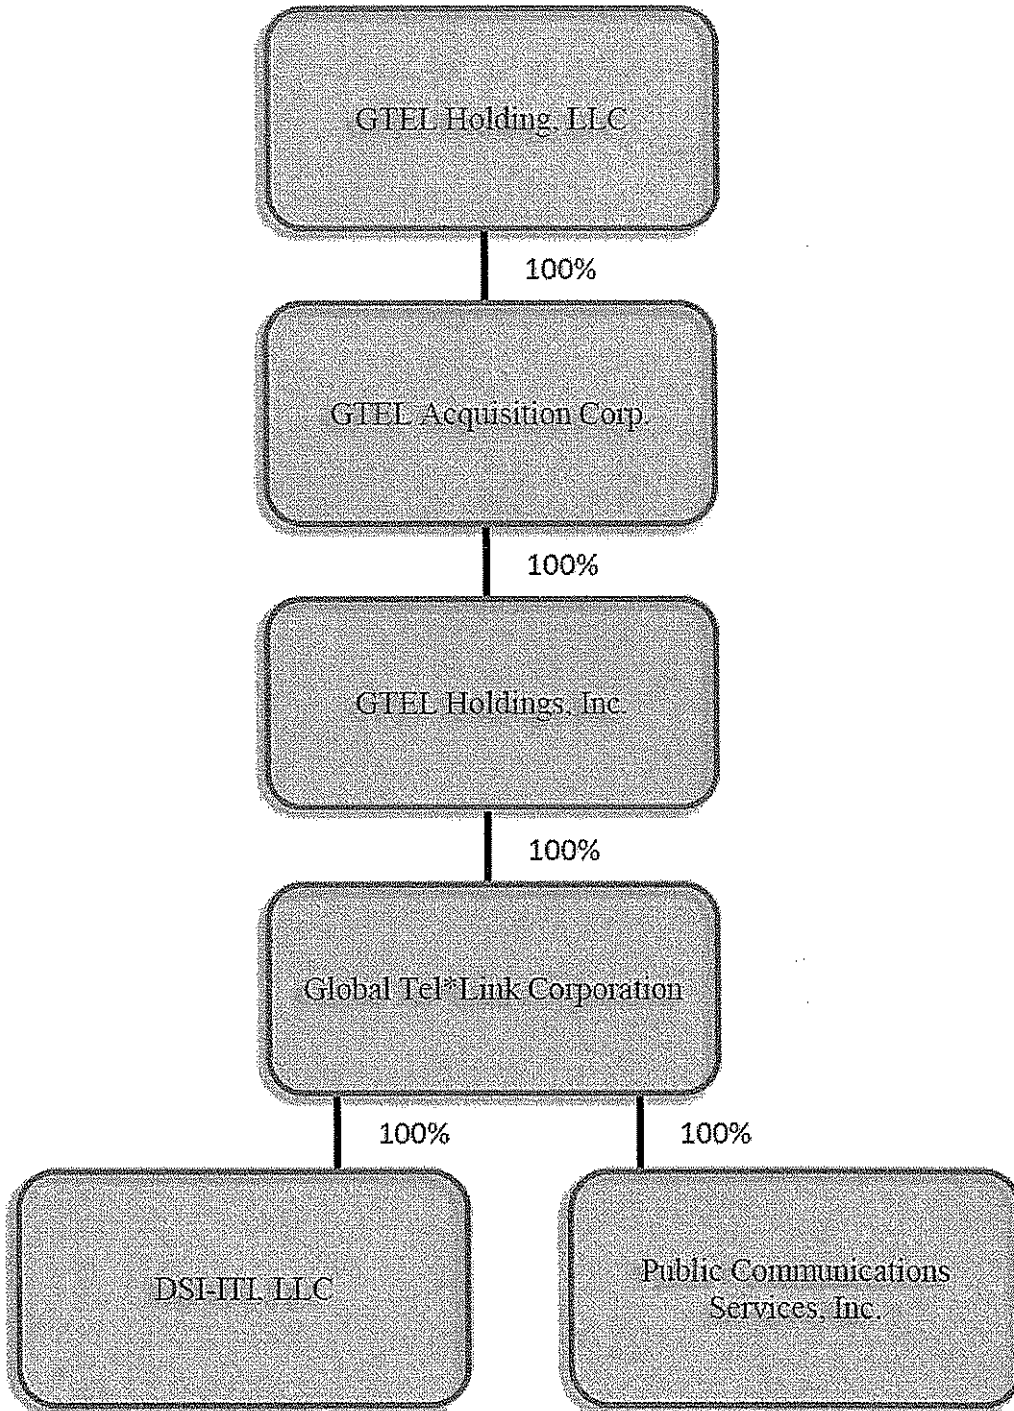 GTEL Holding, LLC
100%
GTEL Acquisition Corp.
100%
GTEL Holdings, Inc.
100%
Global Tel*Link Corporation
100%
100%
DSI-ITI, LLC
Public Communications
Services, Inc.